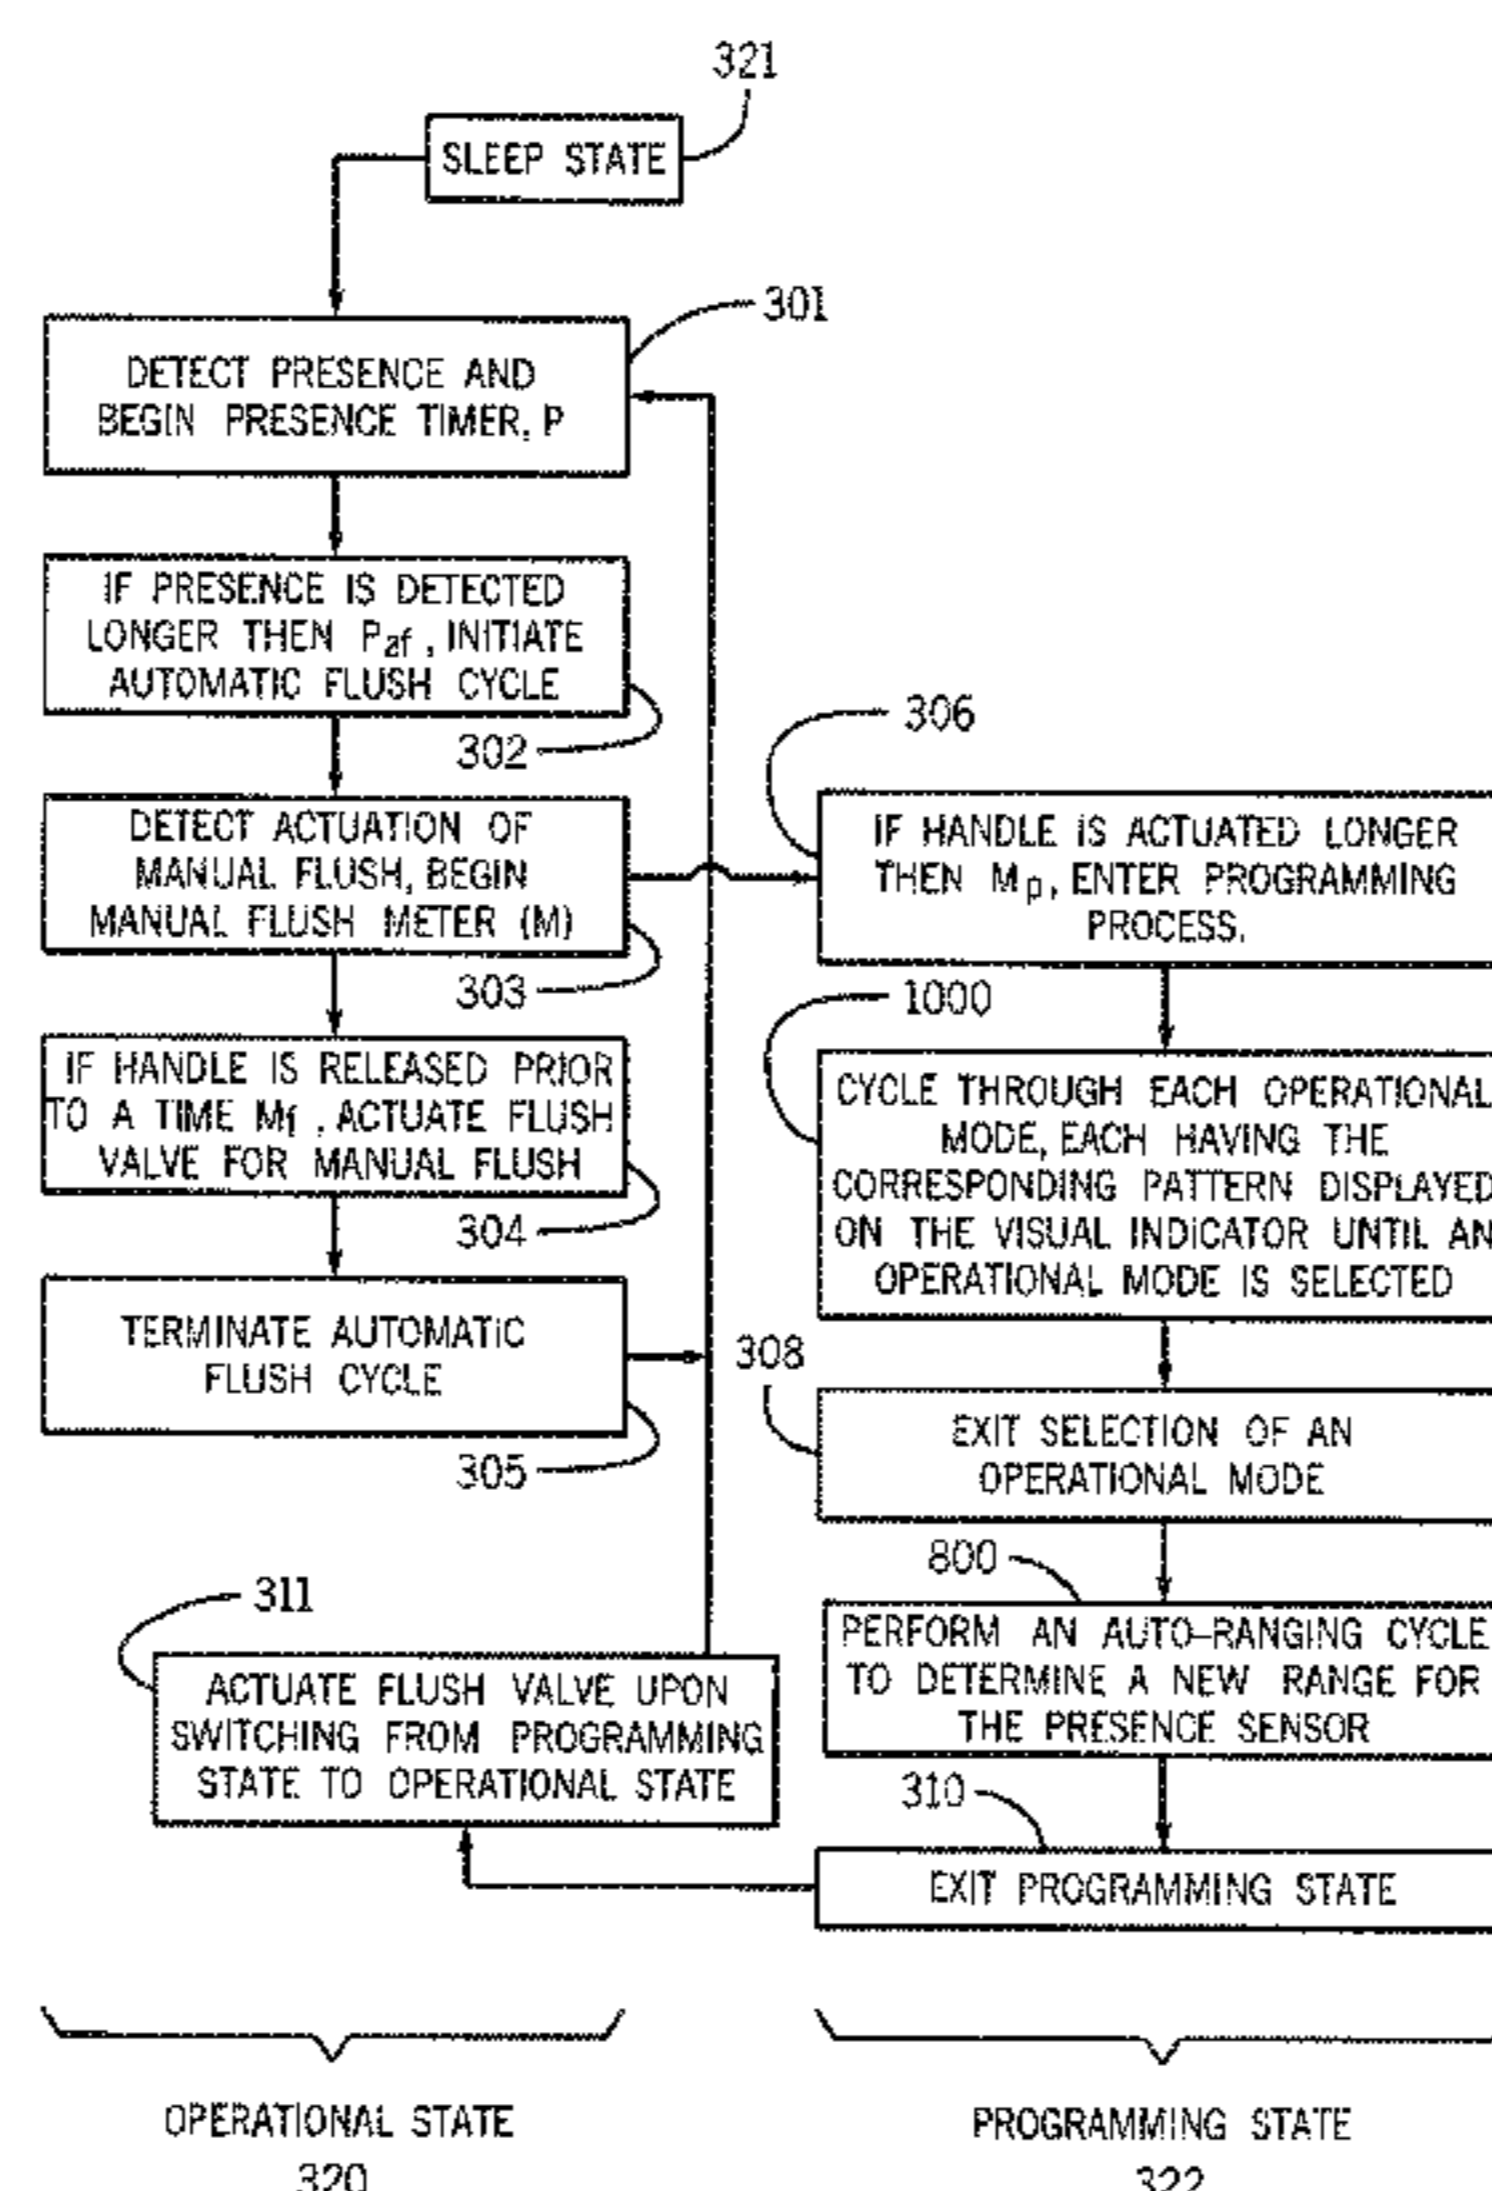 321
SLEEP STATE
301
DETECT PRESENCE AND
BEGIN PRESENCE TIMER, P
IF PRESENCE IS DETECTED
LONGER THEN Paf, INITIATE
AUTOMATIC FLUSH CYCLE
302
DETECT ACTUATION OF
MANUAL FLUSH, BEGIN
MANUAL FLUSH METER (M)
303
IF HANDLE IS RELEASED PRIOR
TO A TIME Mf, ACTUATE FLUSH
VALVE FOR MANUAL FLUSH
304
TERMINATE AUTOMATIC
FLUSH CYCLE
305
306
IF HANDLE IS ACTUATED LONGER
THEN Mp, ENTER PROGRAMMING
PROCESS.
1000
CYCLE THROUGH EACH OPERATIONAL
MODE, EACH HAVING THE
CORRESPONDING PATTERN DISPLAYED
ON THE VISUAL INDICATOR UNTIL AN
OPERATIONAL MODE IS SELECTED
308
EXIT SELECTION OF AN
OPERATIONAL MODE
800
PERFORM AN AUTO-RANGING CYCLE
TO DETERMINE A NEW RANGE FOR
THE PRESENCE SENSOR
310
EXIT PROGRAMMING STATE
311
ACTUATE FLUSH VALVE UPON
SWITCHING FROM PROGRAMMING
STATE TO OPERATIONAL STATE
OPERATIONAL STATE
320
PROGRAMMING STATE
322